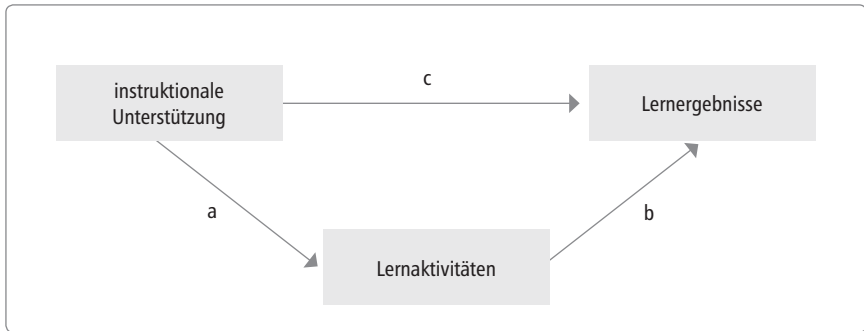 instruktionale
Unterstützung
c
Lernergebnisse
a
b
Lernaktivitäten